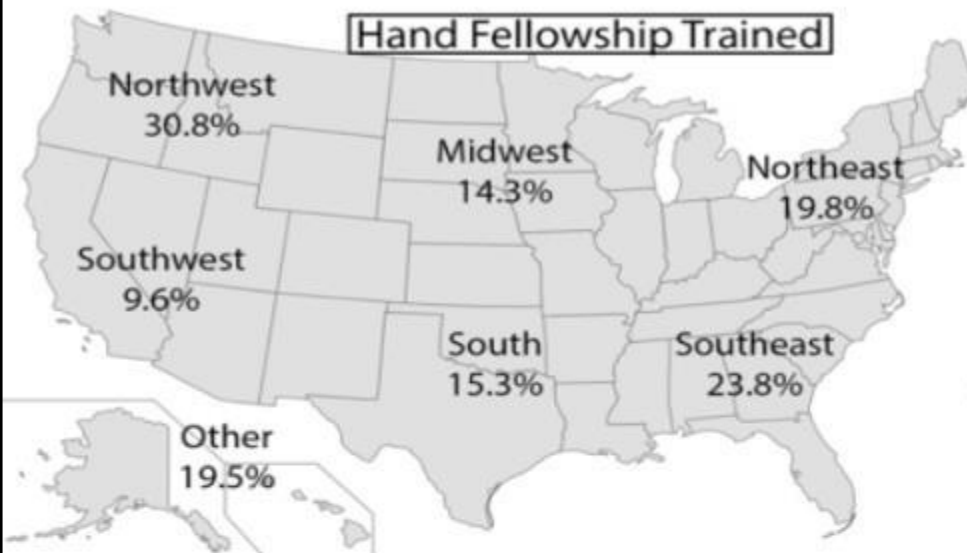 Hand Fellowship Trained
Northwest
30.8%
Midwest
14.3%
Northeast
19.8%
Southwest
9.6%
South
15.3%
Southeast
23.8%
Other
19.5%